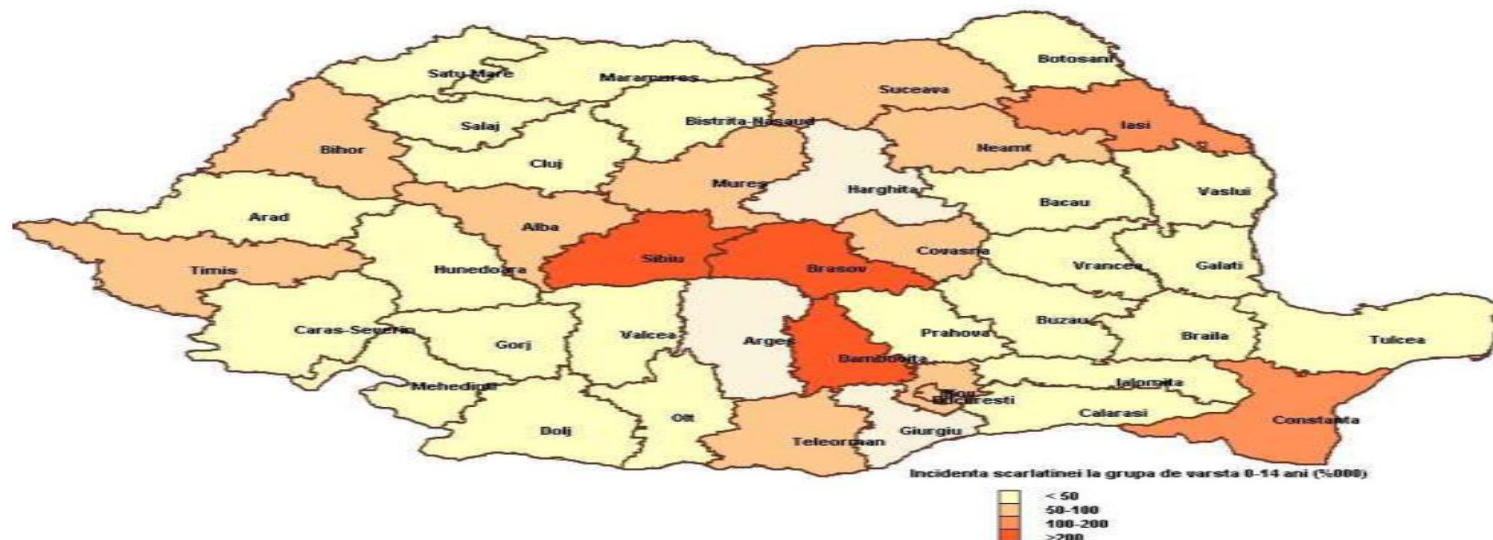 Botosani
Satu Mare
Maramures
Suceava
Bistrita-Nasaud
Salaj
Iasi
Bihor
Neamt
Cluj
Mures
Harghita
Vaslui
Bacau
Arad
Alba
Covasna
Sibiu
Brasov
Timis
Hunedoara
Vrancea
Galati
Buzau
Caras-Severin
Prahova
Braila
Valcea
Arges
Tulcea
Gorj
Dambovita
Mehedinti
Ialomita
Bucuresti
Calarasi
Olt
Constanta
Dolj
Giurgiu
Teleorman
Incidenta scarlatinei la grupa de varsta 0-14 ani (%000)
< 50
50-100
100-200
>200